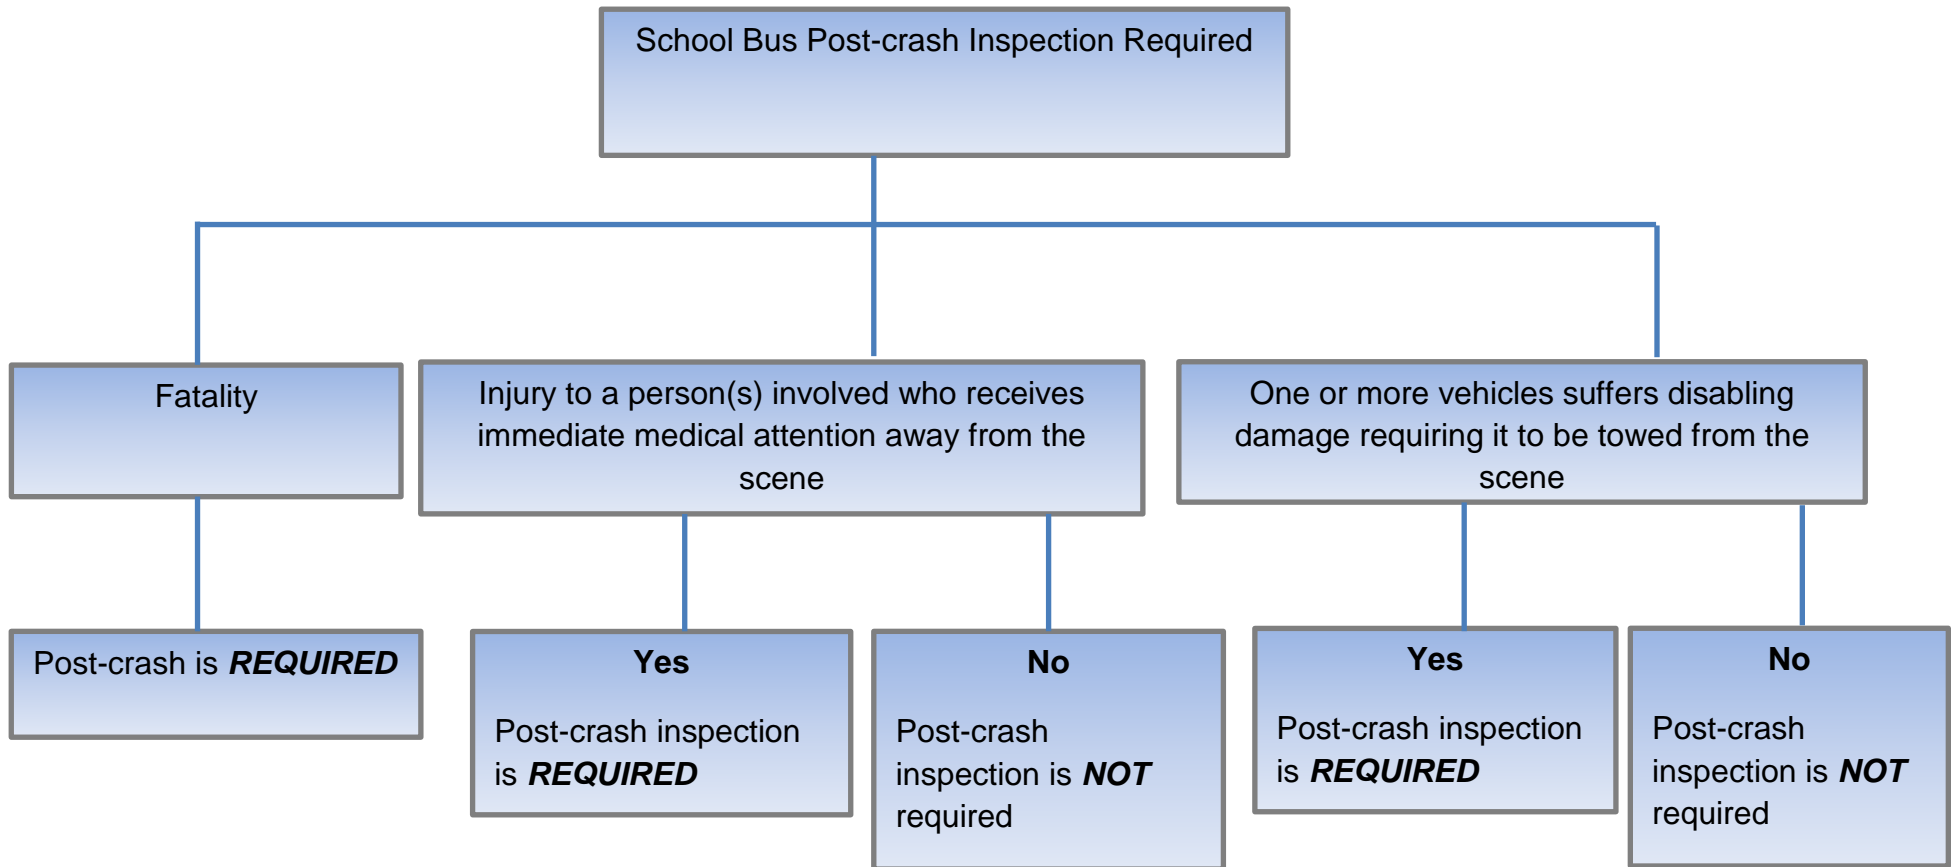 School Bus Post-crash Inspection Required
Fatality
Injury to a person(s) involved who receives
immediate medical attention away from the
scene
One or more vehicles suffers disabling
damage requiring it to be towed from the
scene
Post-crash is REQUIRED
Yes
Post-crash inspection
is REQUIRED
No
Post-crash
inspection is NOT
required
Yes
Post-crash inspection
is REQUIRED
No
Post-crash
inspection is NOT
required